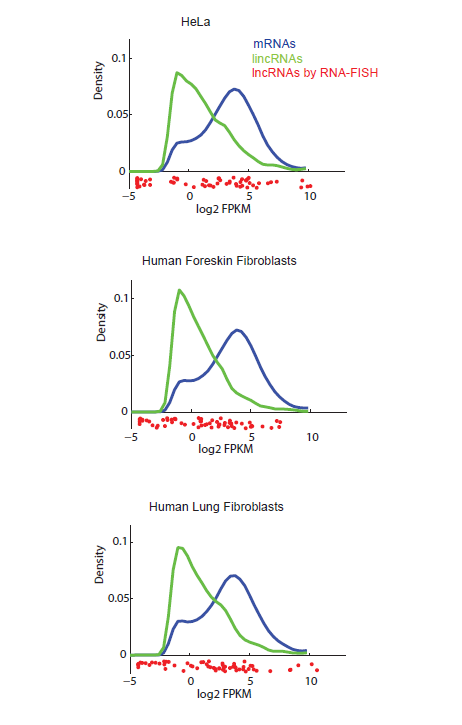 HeLa
mRNAs
lincRNAs
lncRNAs by RNA-FISH
Density
0.1
0.05
0
−5 0 5 10
log2 FPKM
Human Foreskin Fibroblasts
Density
0.1
0.05
0
−5 0 5 10
log2 FPKM
Human Lung Fibroblasts
Density
0.1
0.05
0
−5 0 5 10
log2 FPKM